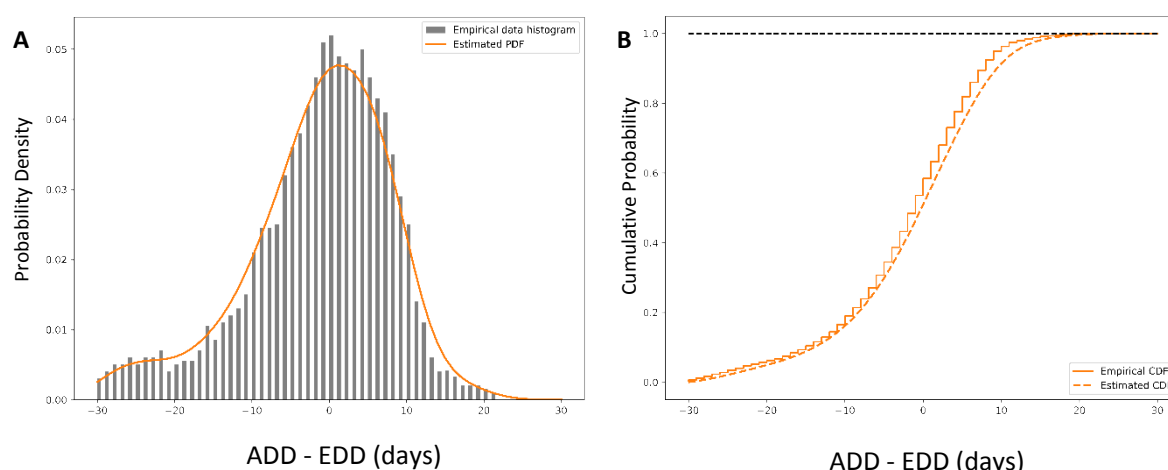 A
Empirical data histogram
Estimated PDF
Probability Density
0.05
0.04
0.03
0.02
0.01
0.00
−30
−20
−10
0
10
20
30
ADD - EDD (days)
B
Cumulative Probability
1.0
0.8
0.6
0.4
0.2
0.0
Empirical CDF
Estimated CDF
−30
−20
−10
0
10
20
30
ADD - EDD (days)